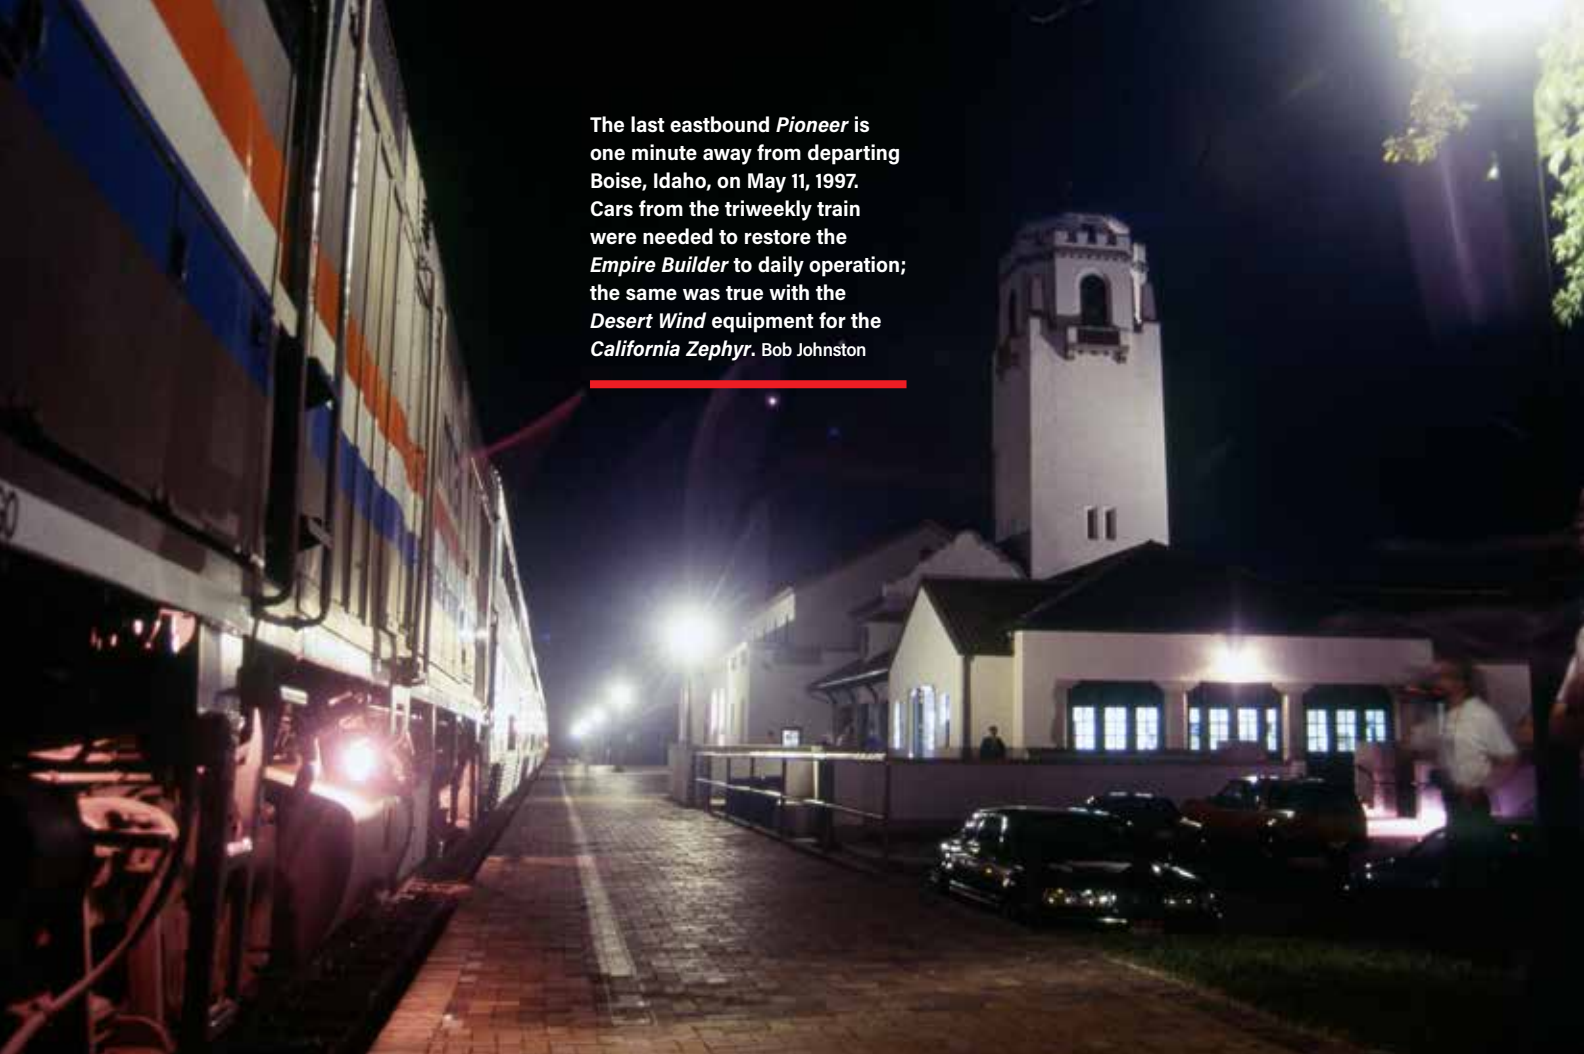 The last eastbound Pioneer is
one minute away from departing
Boise, Idaho, on May 11, 1997.
Cars from the triweekly train
were needed to restore the
Empire Builder to daily operation;
the same was true with the
Desert Wind equipment for the
California Zephyr. Bob Johnston